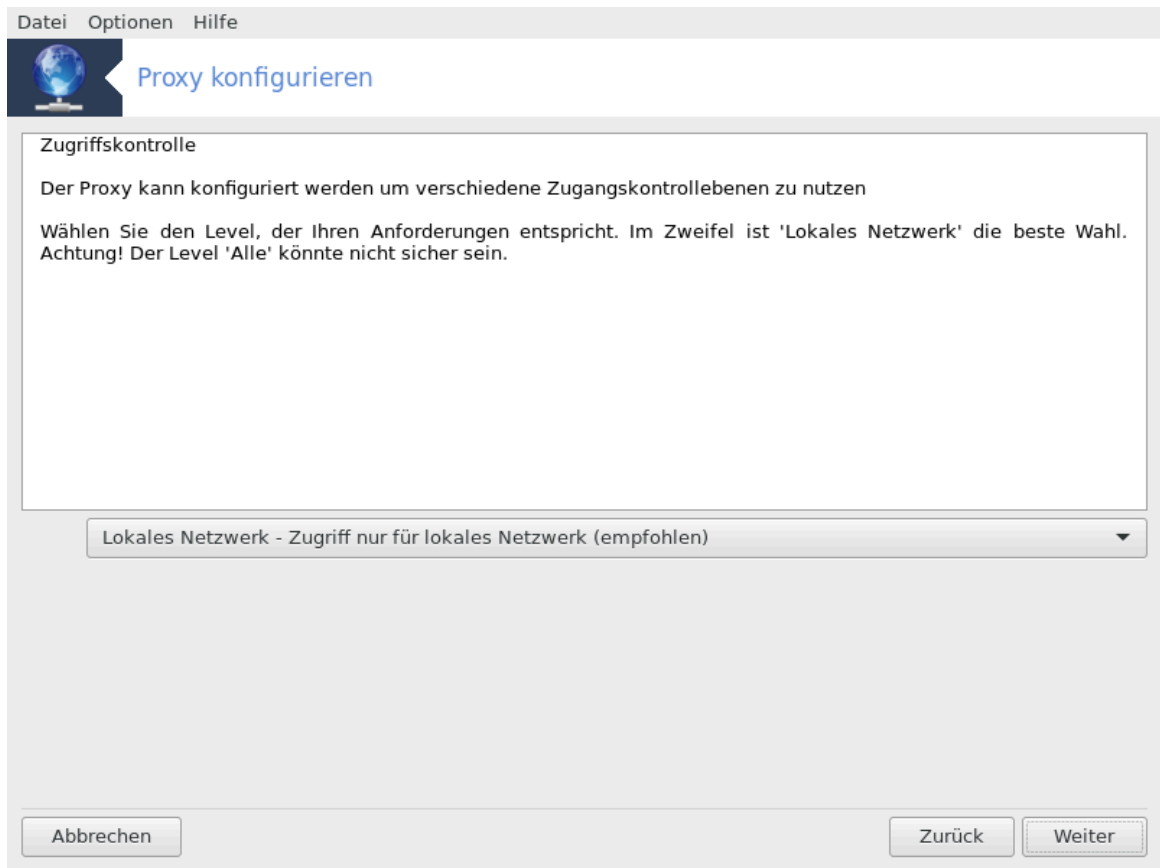 Datei Optionen Hilfe
Proxy konfigurieren
Zugriffskontrolle
Der Proxy kann konfiguriert werden um verschiedene Zugangskontrollebenen zu nutzen
Wählen Sie den Level, der Ihren Anforderungen entspricht. Im Zweifel ist 'Lokales Netzwerk' die beste Wahl.
Achtung! Der Level 'Alle' könnte nicht sicher sein.
Lokales Netzwerk - Zugriff nur für lokales Netzwerk (empfohlen)
Abbrechen Zurück Weiter